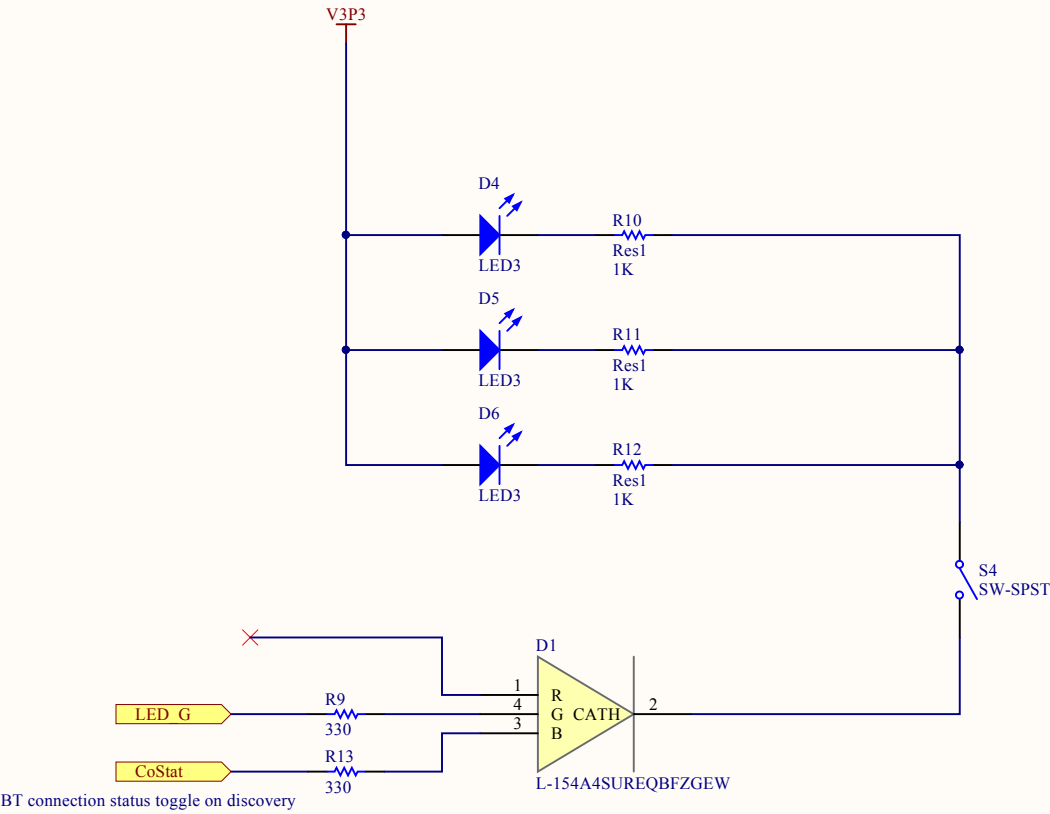 V3P3
D4
LED3
R10
Res1
1K
D5
LED3
R11
Res1
1K
D6
LED3
R12
Res1
1K
S4
SW-SPST
D1
1
R
LED_G
R9
330
4
G CATH
2
3
B
CoStat
R13
330
L-154A4SUREQBFZGEW
BT connection status toggle on discovery